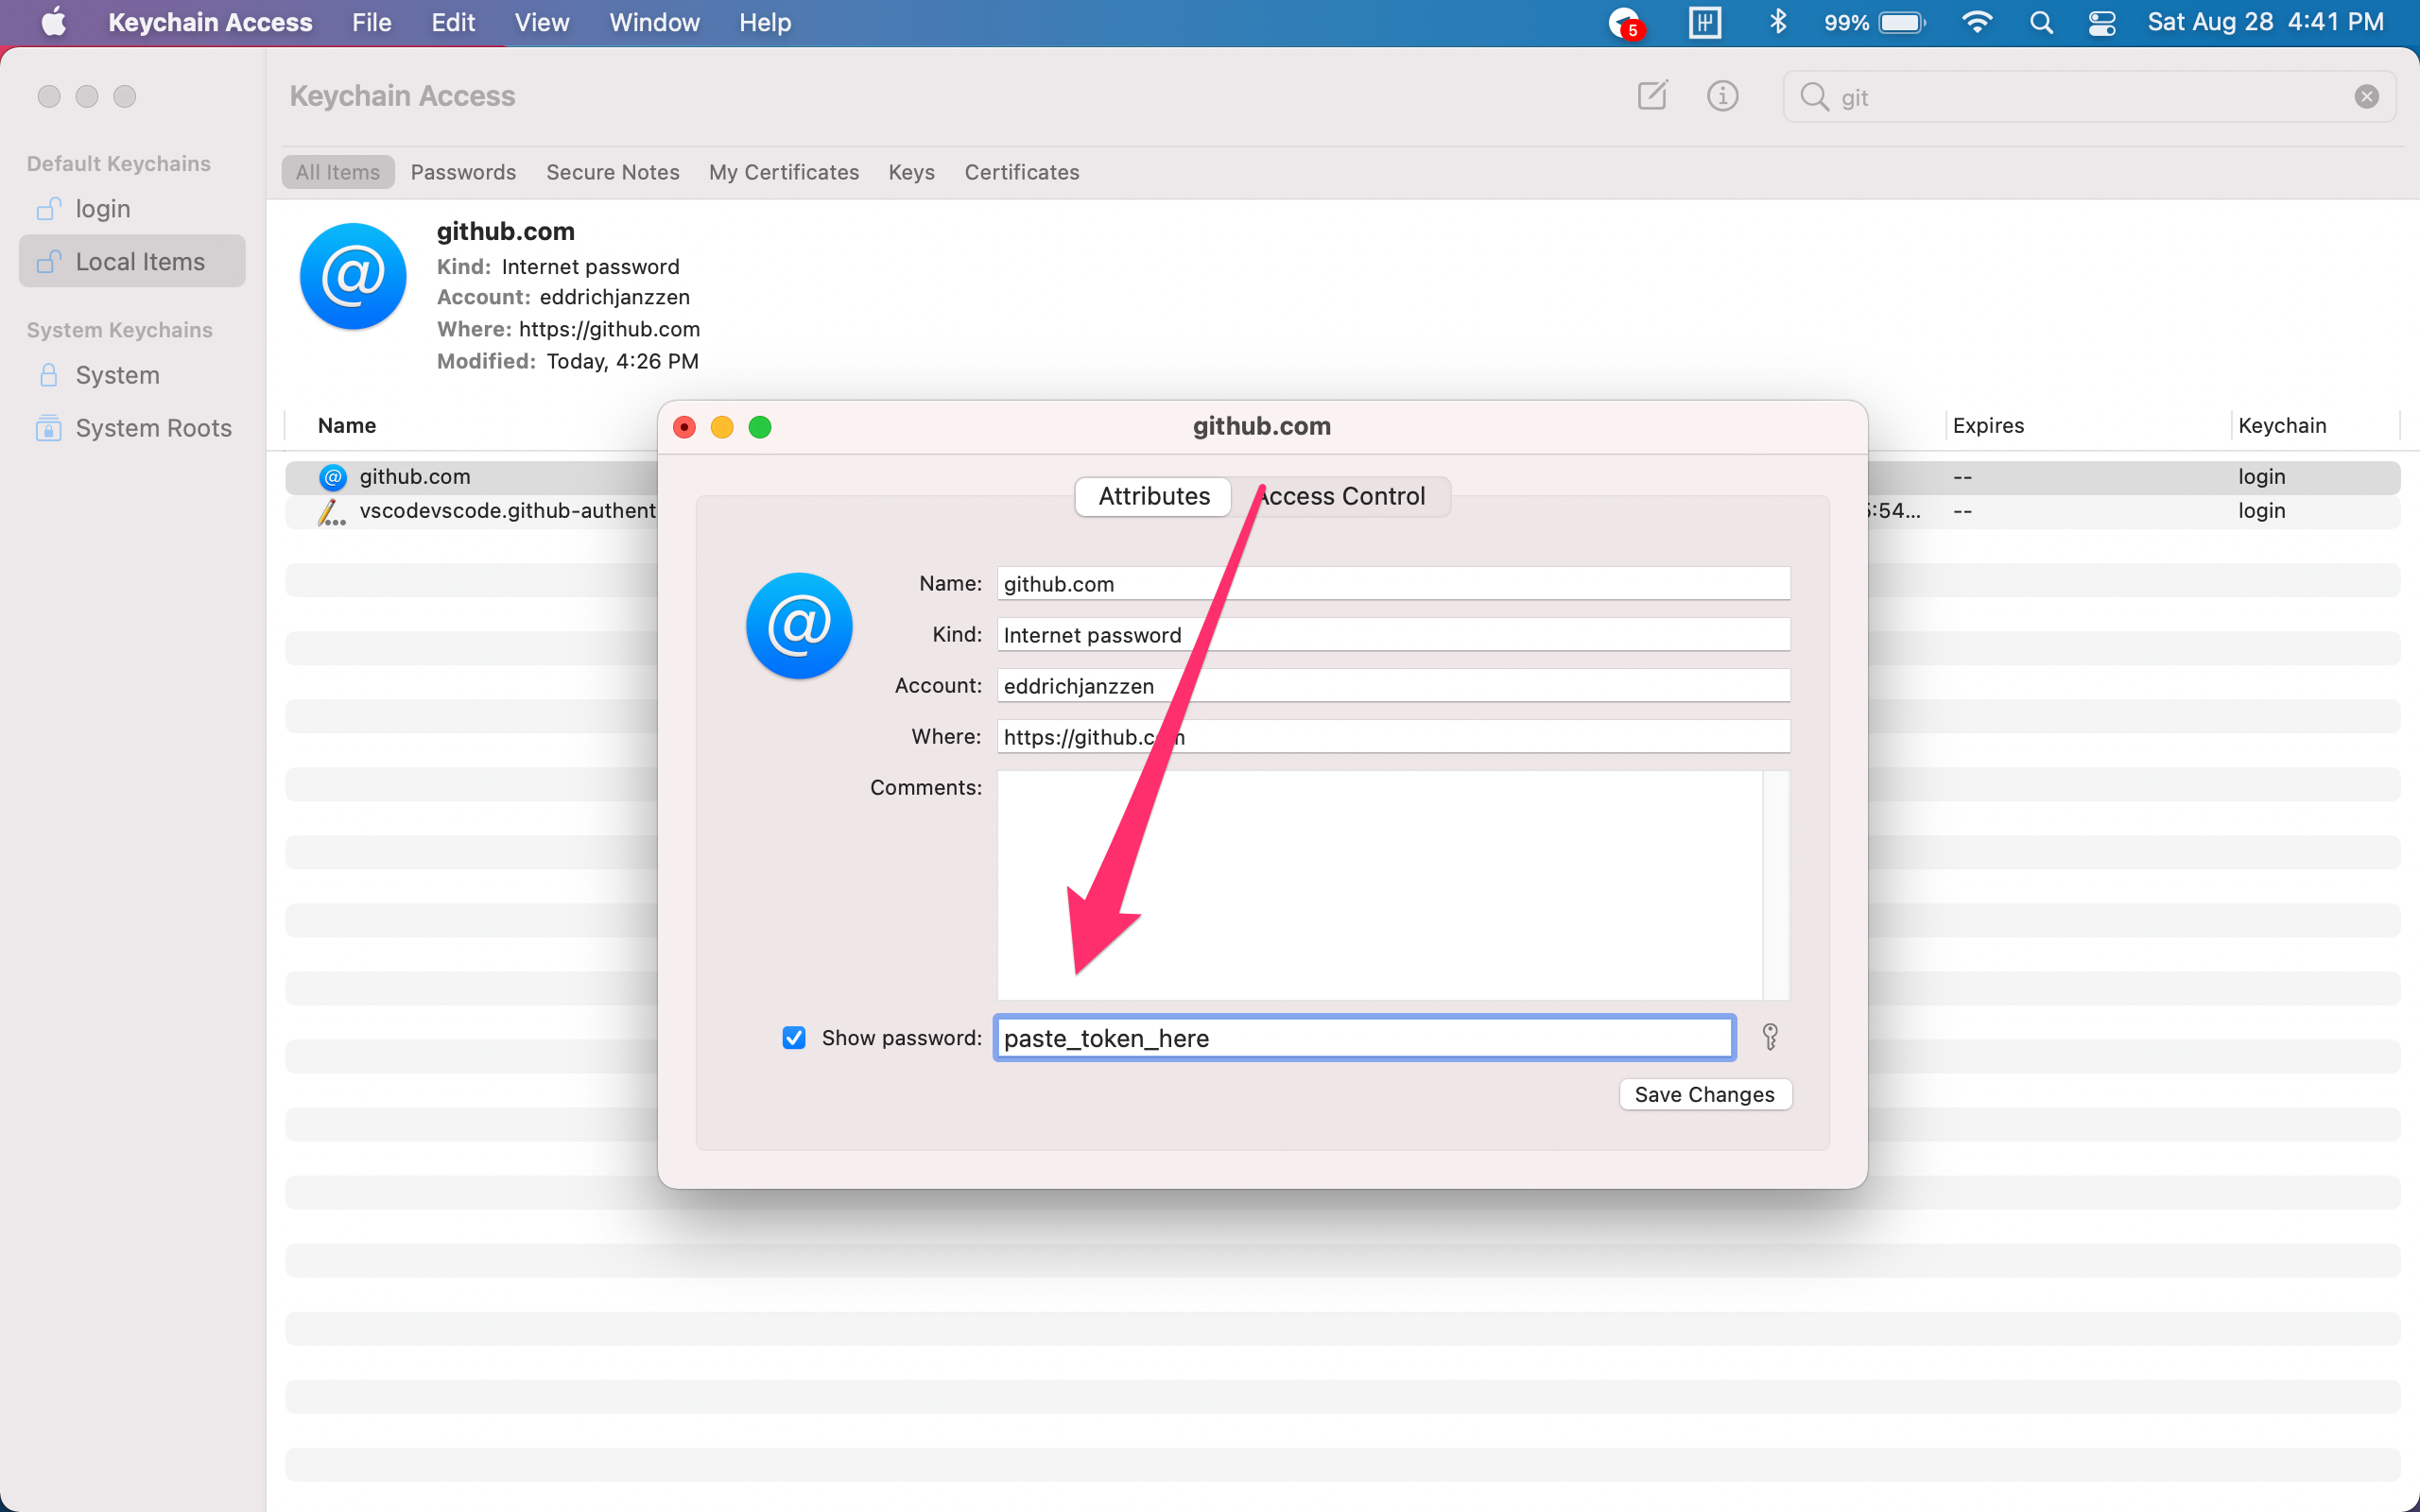 Keychain Access File Edit View Window Help 5 99% Sat Aug 28 4:41 PM
Keychain Access
git
Default Keychains
login
Local Items
System Keychains
System
System Roots
All Items Passwords Secure Notes My Certificates Keys Certificates
@
github.com
Kind: Internet password
Account: eddrichjanzzen
Where: https://github.com
Modified: Today, 4:26 PM
Name Expires Keychain
@ github.com -- login
vscodevscode.github-authent 5:54... -- login
github.com
Attributes Access Control
@
Name: github.com
Kind: Internet password
Account: eddrichjanzzen
Where: https://github.com
Comments:
Show password: paste_token_here
Save Changes